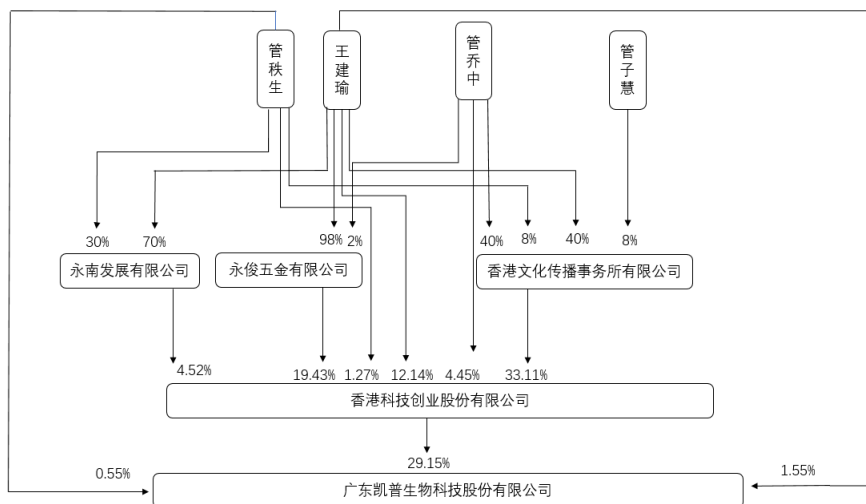 管秩生
王建瑜
管乔中
管子慧
30%
70%
98%
2%
40%
8%
40%
8%
永南发展有限公司
永俊五金有限公司
香港文化传播事务所有限公司
4.52%
19.43%
1.27%
12.14%
4.45%
33.11%
香港科技创业股份有限公司
29.15%
0.55%
1.55%
广东凯普生物科技股份有限公司